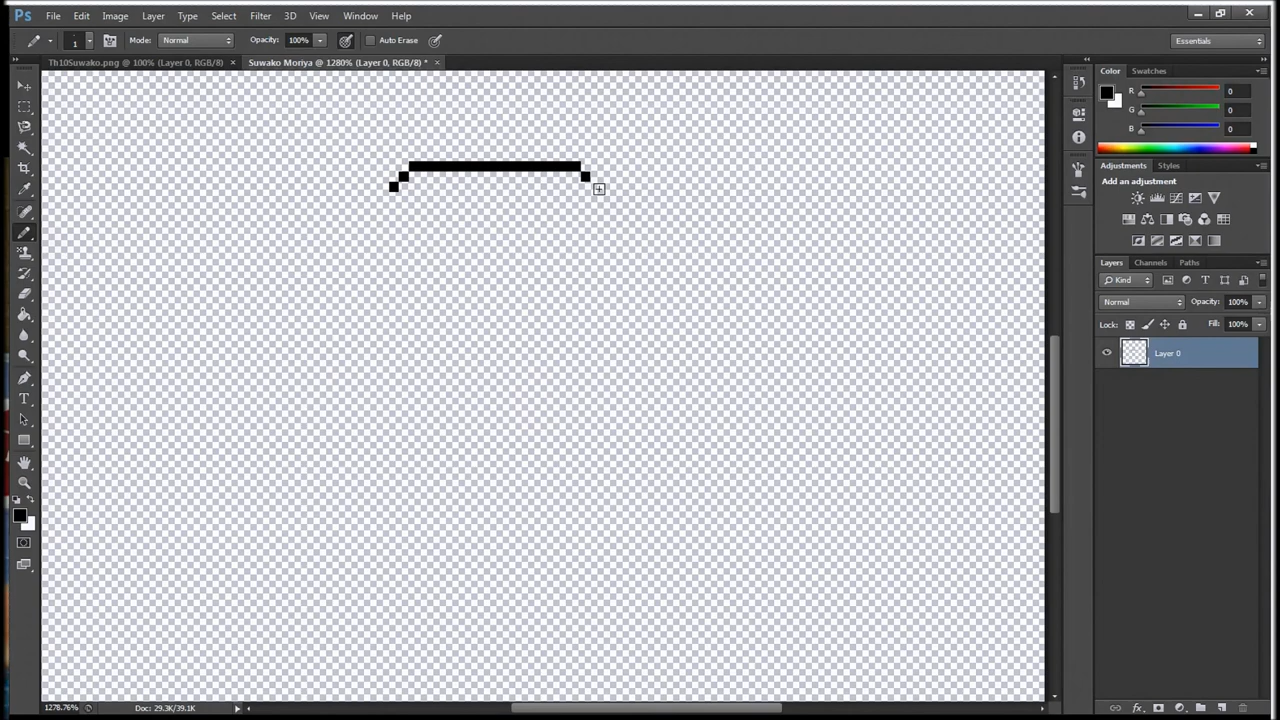 Ps File Edit Image Layer Type Select Filter 3D View Window Help
1 Mode: Normal Opacity: 100% Auto Erase Essentials
Th10Suwako.png @ 100% (Layer 0, RGB/8) × Suwako Moriya @ 1280% (Layer 0, RGB/8) * ×
Color Swatches
R 0
G 0
B 0
Adjustments Styles
Add an adjustment
Layers Channels Paths
Kind
Normal Opacity: 100%
Lock: Fill: 100%
Layer 0
1278.76% Doc: 29.3K/39.1K